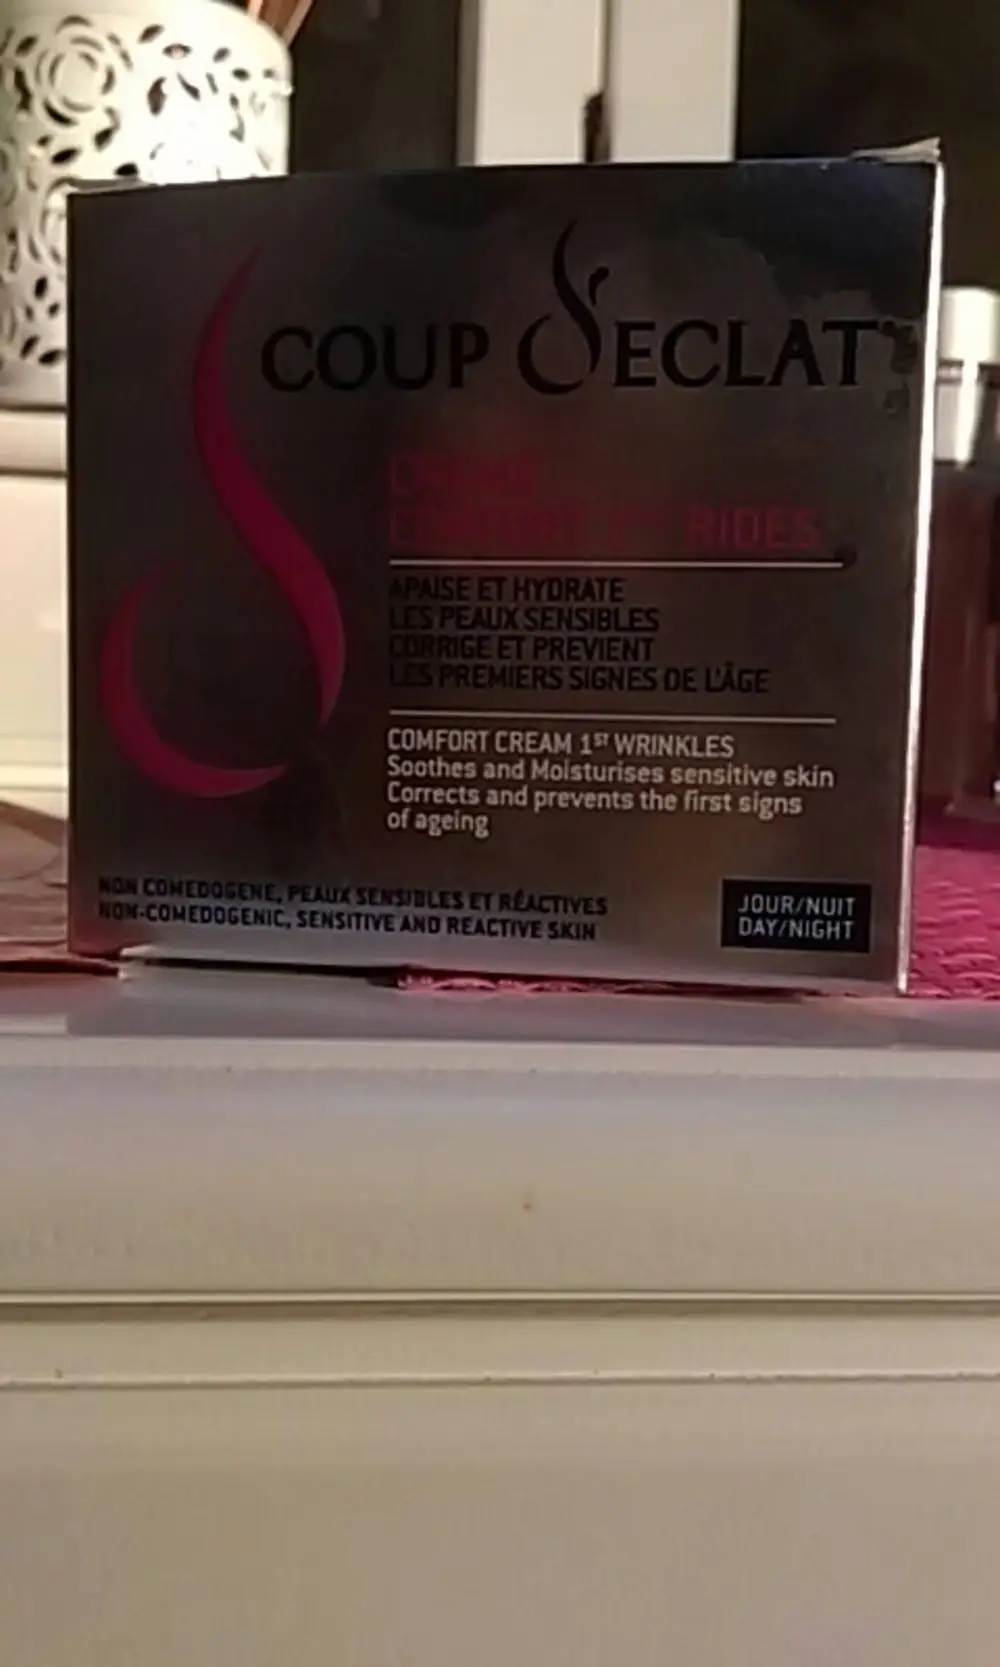 COUP D'ECLAT
RIDES
APAISE ET HYDRATE
LES PEAUX SENSIBLES
CORRIGE ET PREVIENT
LES PREMIERS SIGNES DE L'ÂGE
COMFORT CREAM 1ST WRINKLES
Soothes and Moisturises sensitive skin
Corrects and prevents the first signs
of ageing
NON COMEDOGENE, PEAUX SENSIBLES ET RÉACTIVES
NON-COMEDOGENIC, SENSITIVE AND REACTIVE SKIN
JOUR/NUIT
DAY/NIGHT